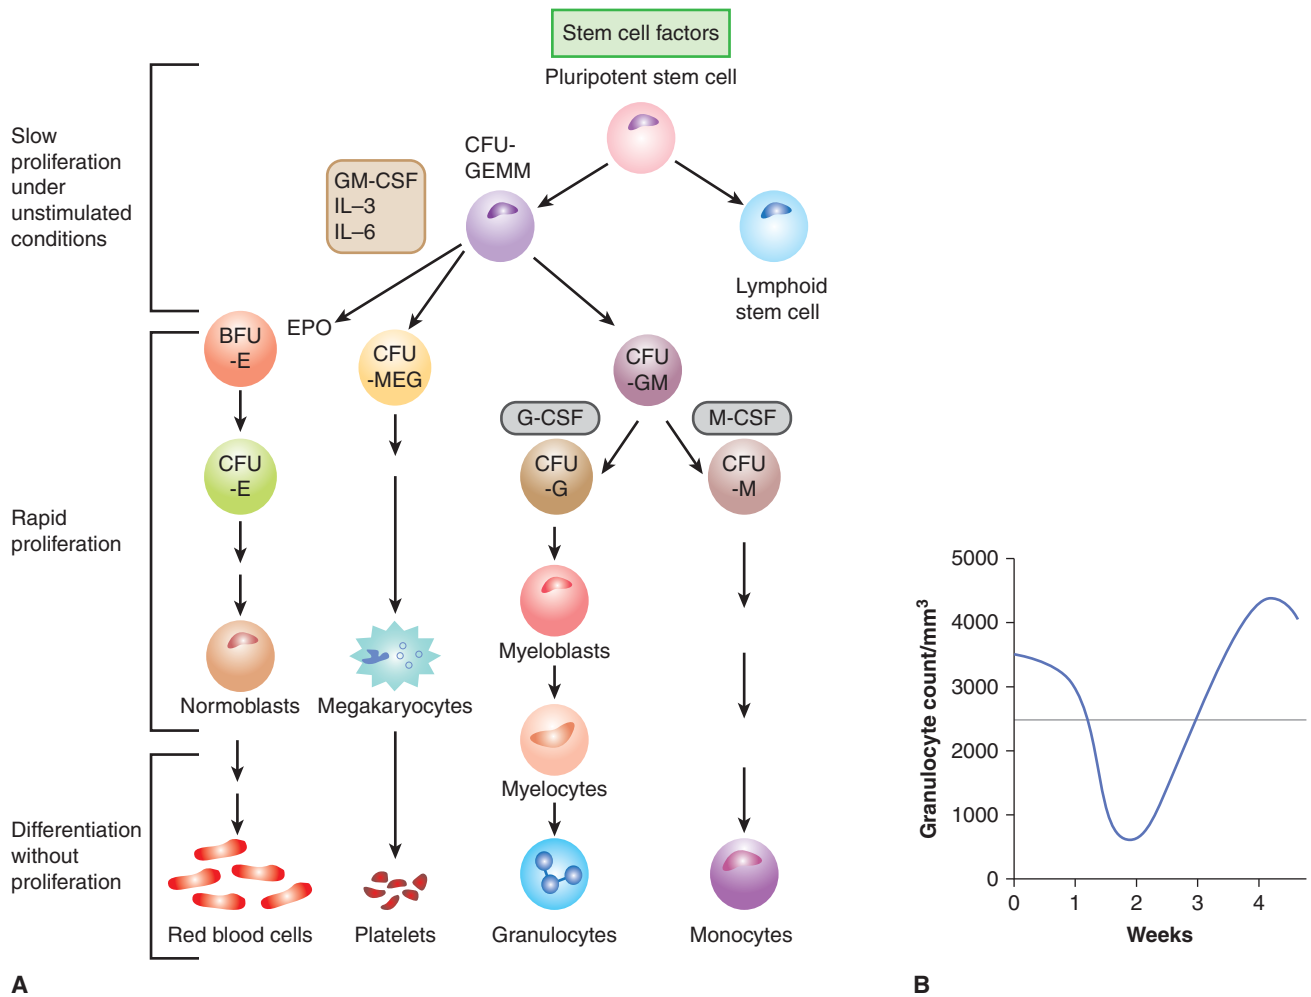 Stem cell factors
Pluripotent stem cell
Slow
proliferation
under
unstimulated
conditions
CFU-
GEMM
GM-CSF
IL–3
IL–6
Lymphoid
stem cell
BFU
-E
EPO
CFU
-MEG
CFU
-GM
G-CSF
M-CSF
CFU
-E
CFU
-G
CFU
-M
Rapid
proliferation
Myeloblasts
Normoblasts
Megakaryocytes
Myelocytes
Differentiation
without
proliferation
Red blood cells
Platelets
Granulocytes
Monocytes
A
Granulocyte count/mm³
5000
4000
3000
2000
1000
0
0
1
2
3
4
Weeks
B